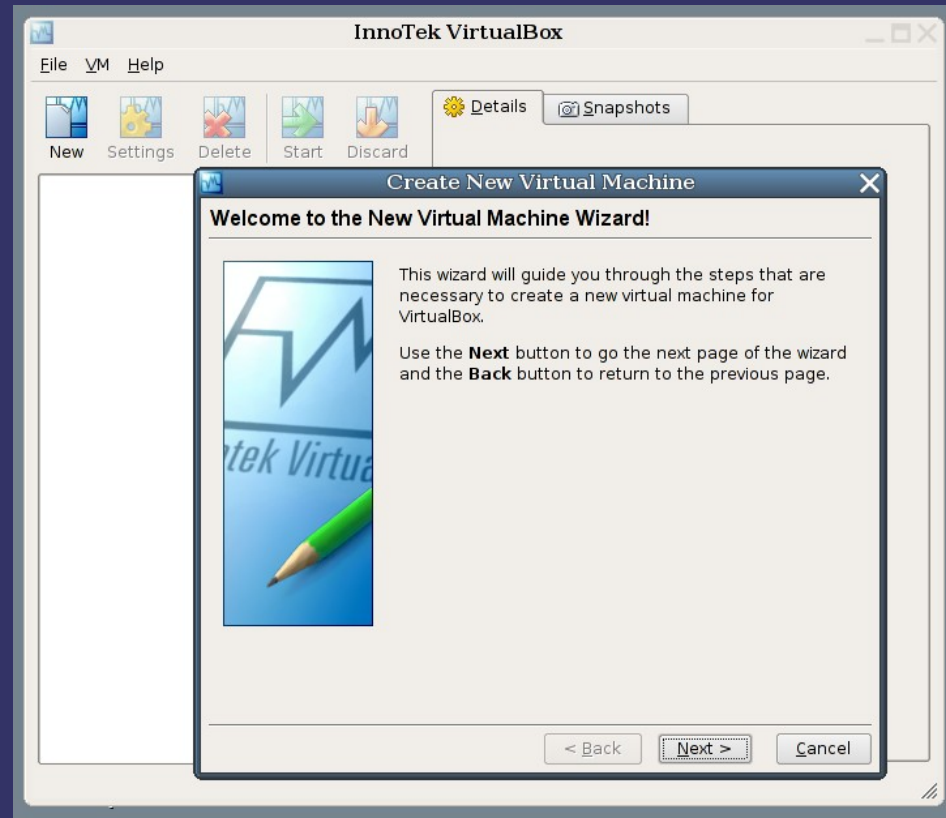 InnoTek VirtualBox
File VM Help
New Settings Delete Start Discard
Details Snapshots
Create New Virtual Machine
Welcome to the New Virtual Machine Wizard!
This wizard will guide you through the steps that are
necessary to create a new virtual machine for
VirtualBox.
Use the Next button to go the next page of the wizard
and the Back button to return to the previous page.
otek Virtua
< Back Next > Cancel